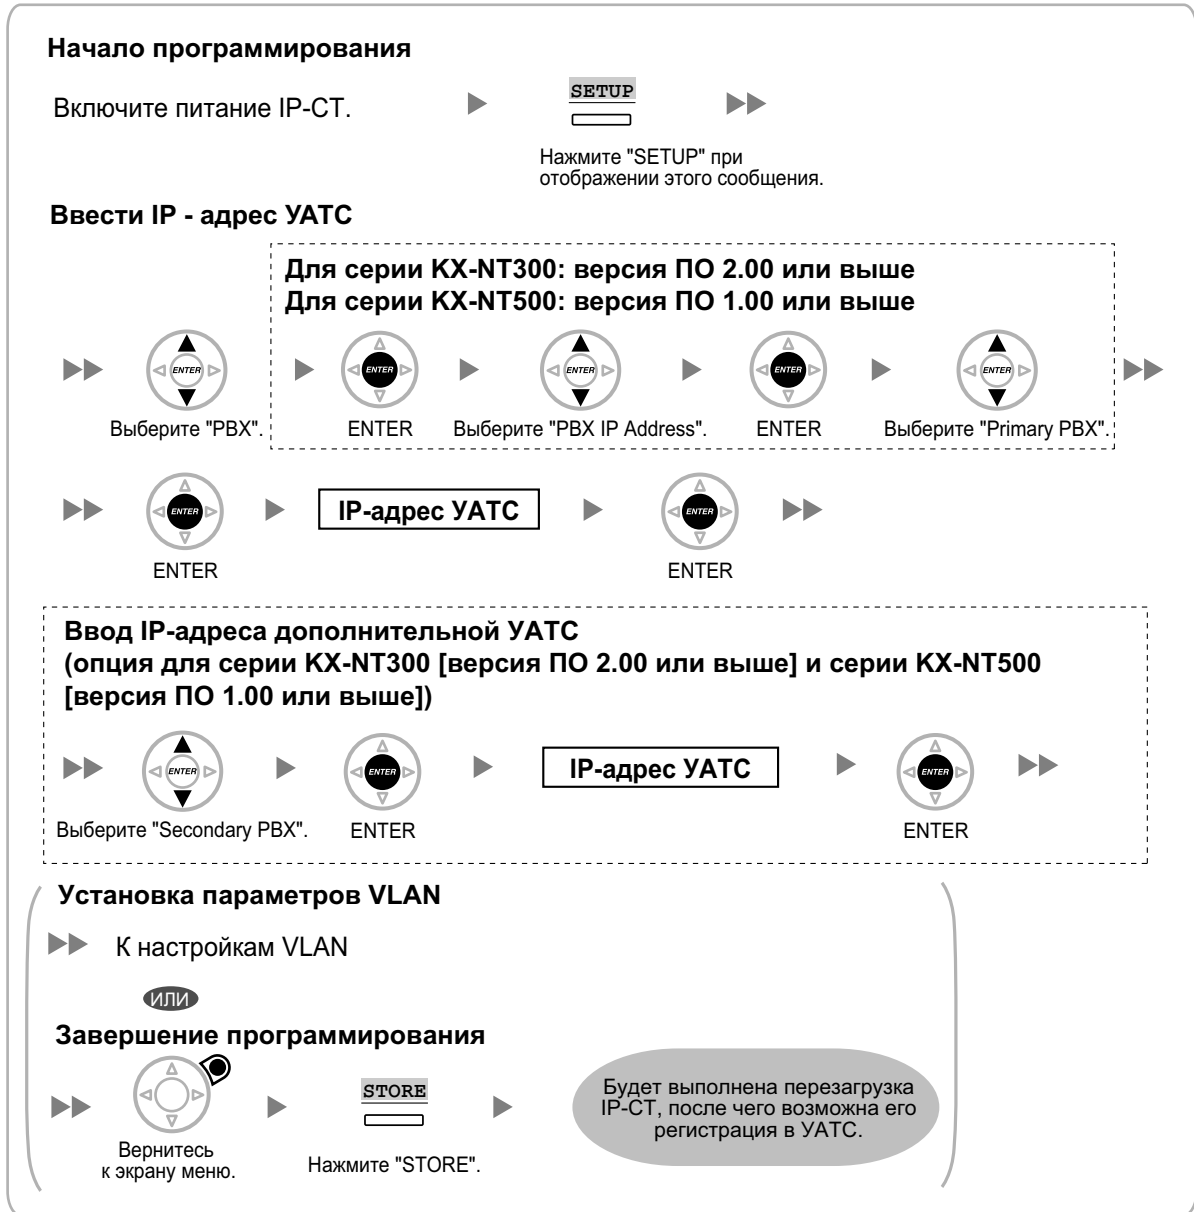 Начало программирования
Включите питание IP-СТ.
SETUP
Нажмите "SETUP" при
отображении этого сообщения.
Ввести IP - адрес УАТС
Для серии KX-NT300: версия ПО 2.00 или выше
Для серии KX-NT500: версия ПО 1.00 или выше
ENTER ENTER ENTER ENTER ENTER
Выберите "PBX". ENTER Выберите "PBX IP Address". ENTER Выберите "Primary PBX".
ENTER IP-адрес УАТС ENTER
ENTER ENTER
Ввод IP-адреса дополнительной УАТС
(опция для серии KX-NT300 [версия ПО 2.00 или выше] и серии KX-NT500
[версия ПО 1.00 или выше])
ENTER ENTER IP-адрес УАТС ENTER
Выберите "Secondary PBX". ENTER ENTER
Установка параметров VLAN
К настройкам VLAN
ИЛИ
Завершение программирования
STORE
Вернитесь
к экрану меню.
Нажмите "STORE".
Будет выполнена перезагрузка
IP-СТ, после чего возможна его
регистрация в УАТС.